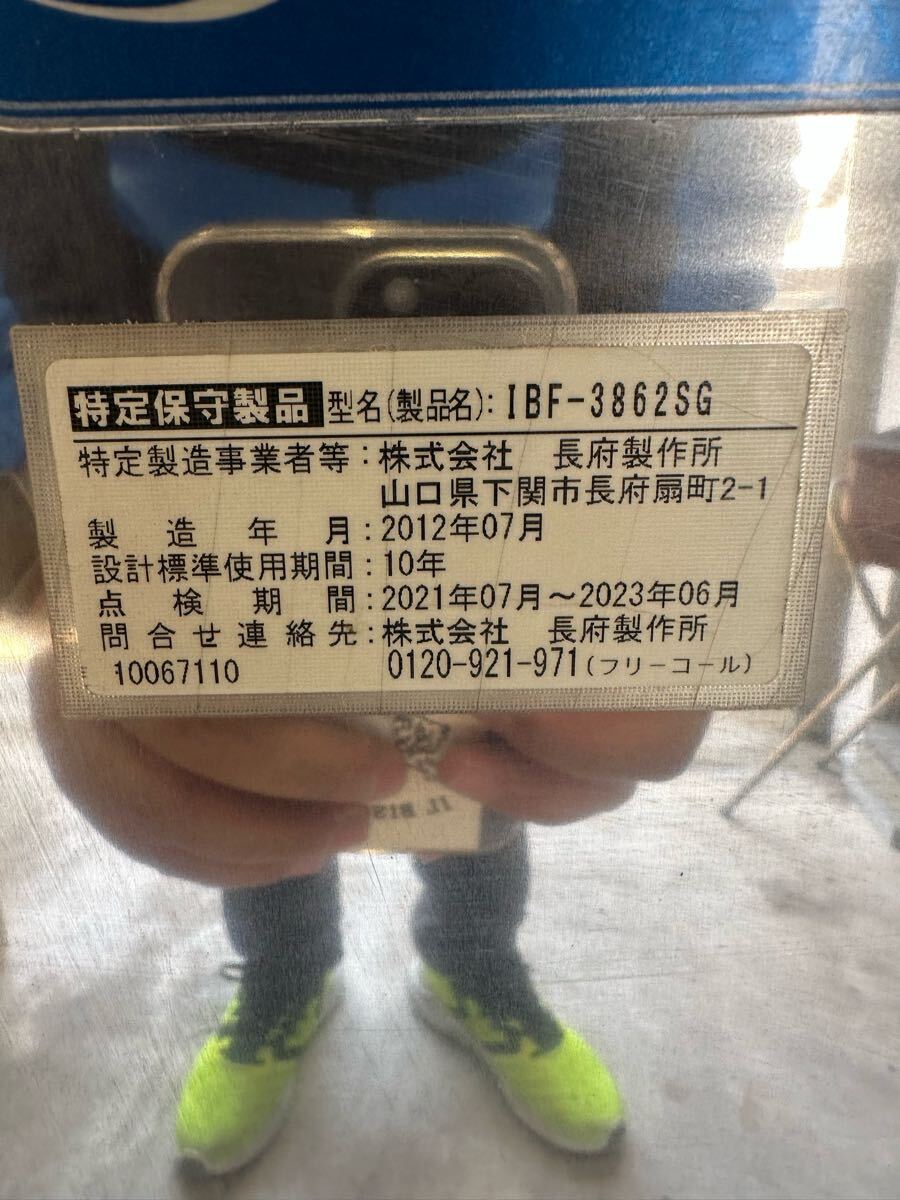 特定保守製品 型名(製品名): IBF-3862SG
特定製造事業者等：株式会社　長府製作所
山口県下関市長府扇町2-1
製造年月：2012年07月
設計標準使用期間：10年
点検期間：2021年07月～2023年06月
問合せ連絡先：株式会社　長府製作所
10067110　0120-921-971(フリーコール)